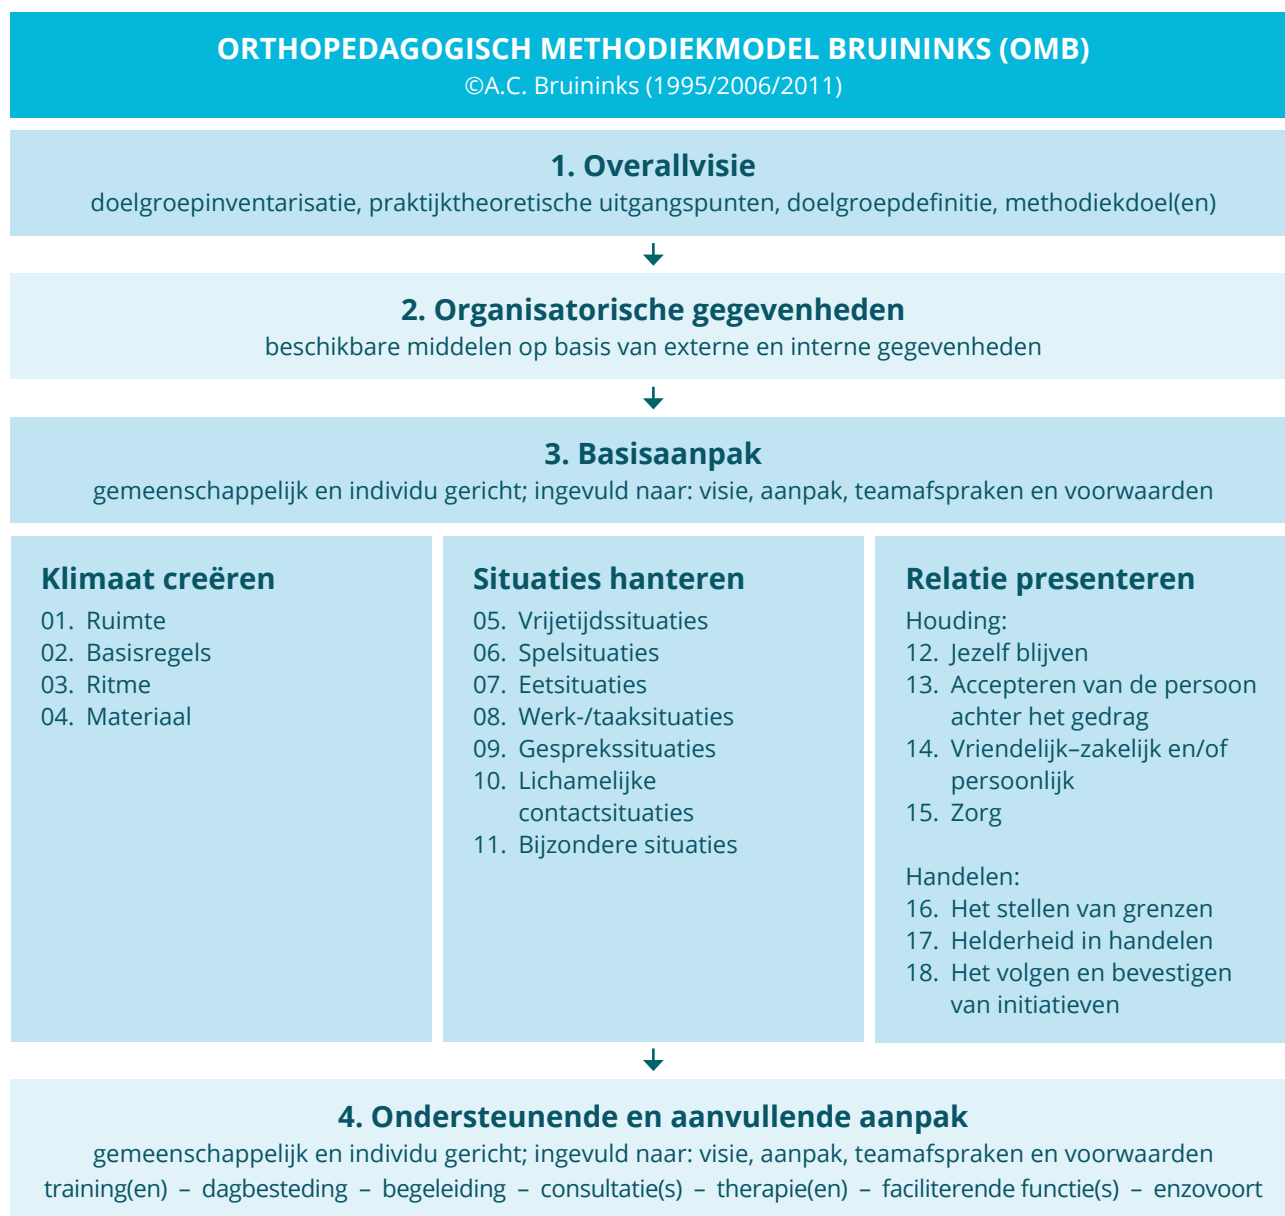 ORTHOPEDAGOGISCH METHODIEKMODEL BRUININKS (OMB)
©A.C. Bruininks (1995/2006/2011)
1. Overallvisie
doelgroepinventarisatie, praktijktheoretische uitgangspunten, doelgroepdefinitie, methodiekdoel(en)
2. Organisatorische gegevenheden
beschikbare middelen op basis van externe en interne gegevenheden
3. Basisaanpak
gemeenschappelijk en individu gericht; ingevuld naar: visie, aanpak, teamafspraken en voorwaarden
Klimaat creëren
01. Ruimte
02. Basisregels
03. Ritme
04. Materiaal
Situaties hanteren
05. Vrijetijdssituaties
06. Spelsituaties
07. Eetsituaties
08. Werk-/taaksituaties
09. Gesprekssituaties
10. Lichamelijke
contactsituaties
11. Bijzondere situaties
Relatie presenteren
Houding:
12. Jezelf blijven
13. Accepteren van de persoon
achter het gedrag
14. Vriendelijk–zakelijk en/of
persoonlijk
15. Zorg
Handelen:
16. Het stellen van grenzen
17. Helderheid in handelen
18. Het volgen en bevestigen
van initiatieven
4. Ondersteunende en aanvullende aanpak
gemeenschappelijk en individu gericht; ingevuld naar: visie, aanpak, teamafspraken en voorwaarden
training(en) – dagbesteding – begeleiding – consultatie(s) – therapie(en) – faciliterende functie(s) – enzovoort